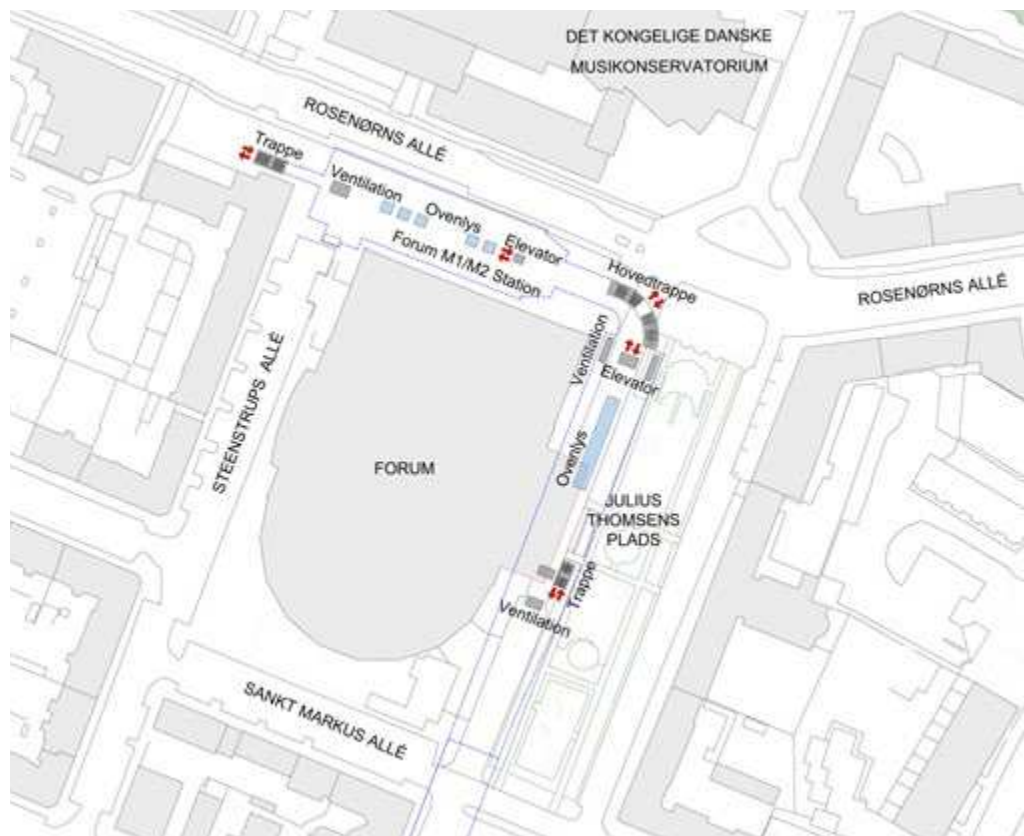 DET KONGELIGE DANSKE
MUSIKONSERVATORIUM
ROSENØRNS ALLÉ
Trappe
Ventilation
Ovenlys
Elevator
Forum M1/M2 Station
Hovedtrappe
ROSENØRNS ALLÉ
Ventilation
Elevator
STEENSTRUPS ALLÉ
Ovenlys
FORUM
JULIUS
THOMSENS
PLADS
Trappe
Ventilation
SANKT MARKUS ALLÉ